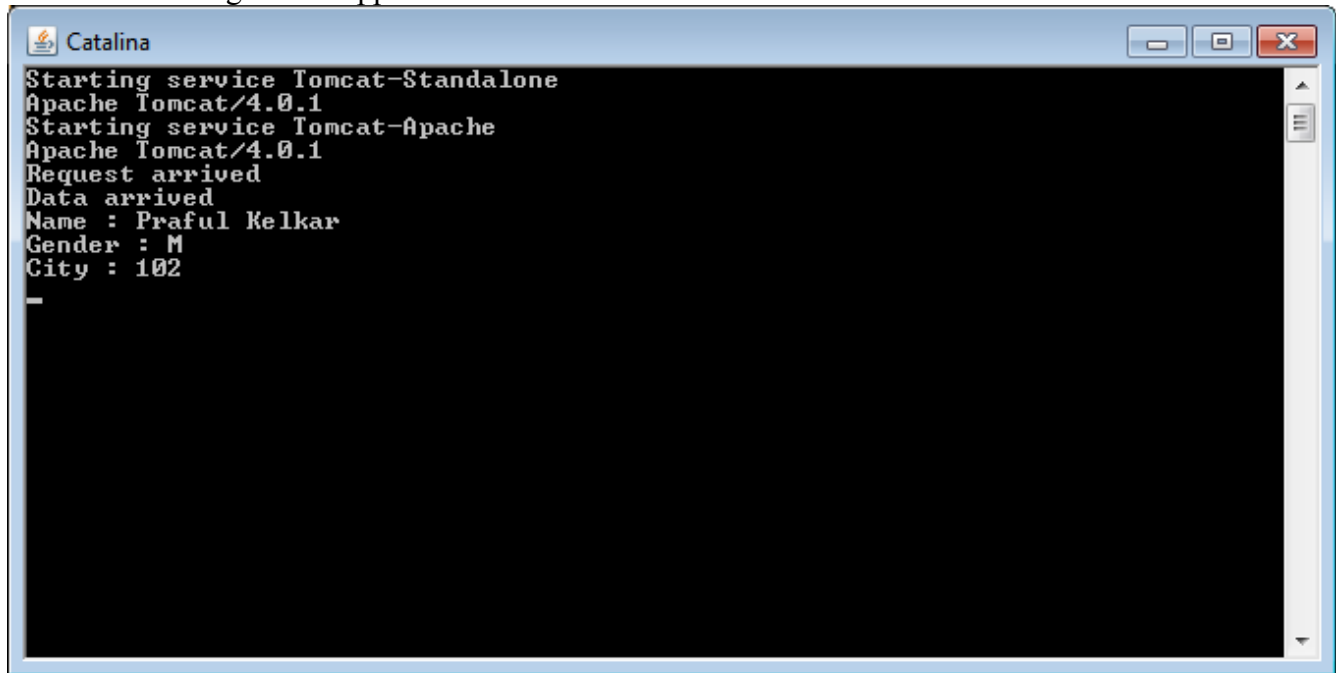 Catalina
Starting service Tomcat-Standalone
Apache Tomcat/4.0.1
Starting service Tomcat-Apache
Apache Tomcat/4.0.1
Request arrived
Data arrived
Name : Praful Kelkar
Gender : M
City : 102